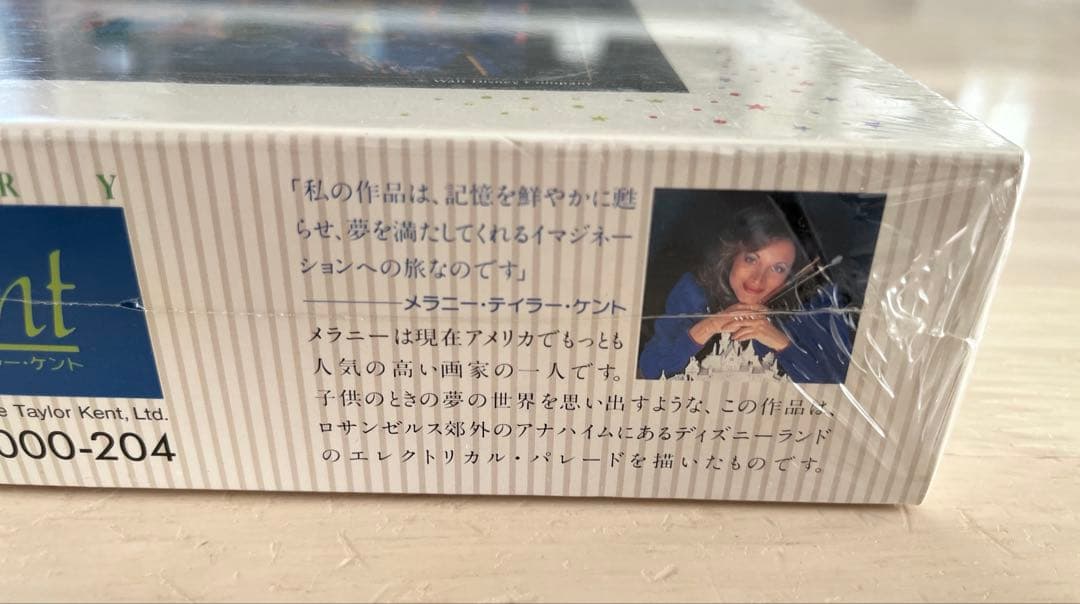 Walt Disney Company
R Y
「私の作品は、記憶を鮮やかに甦
らせ、夢を満たしてくれるイマジネー
ションへの旅なのです」
メラニー・テイラー・ケント
メラニーは現在アメリカでもっとも
人気の高い画家の一人です。
子供のときの夢の世界を思い出すような、この作品は、
ロサンゼルス郊外のアナハイムにあるディズニーランド
のエレクトリカル・パレードを描いたものです。
nt
ー・ケント
e Taylor Kent, Ltd.
000-204